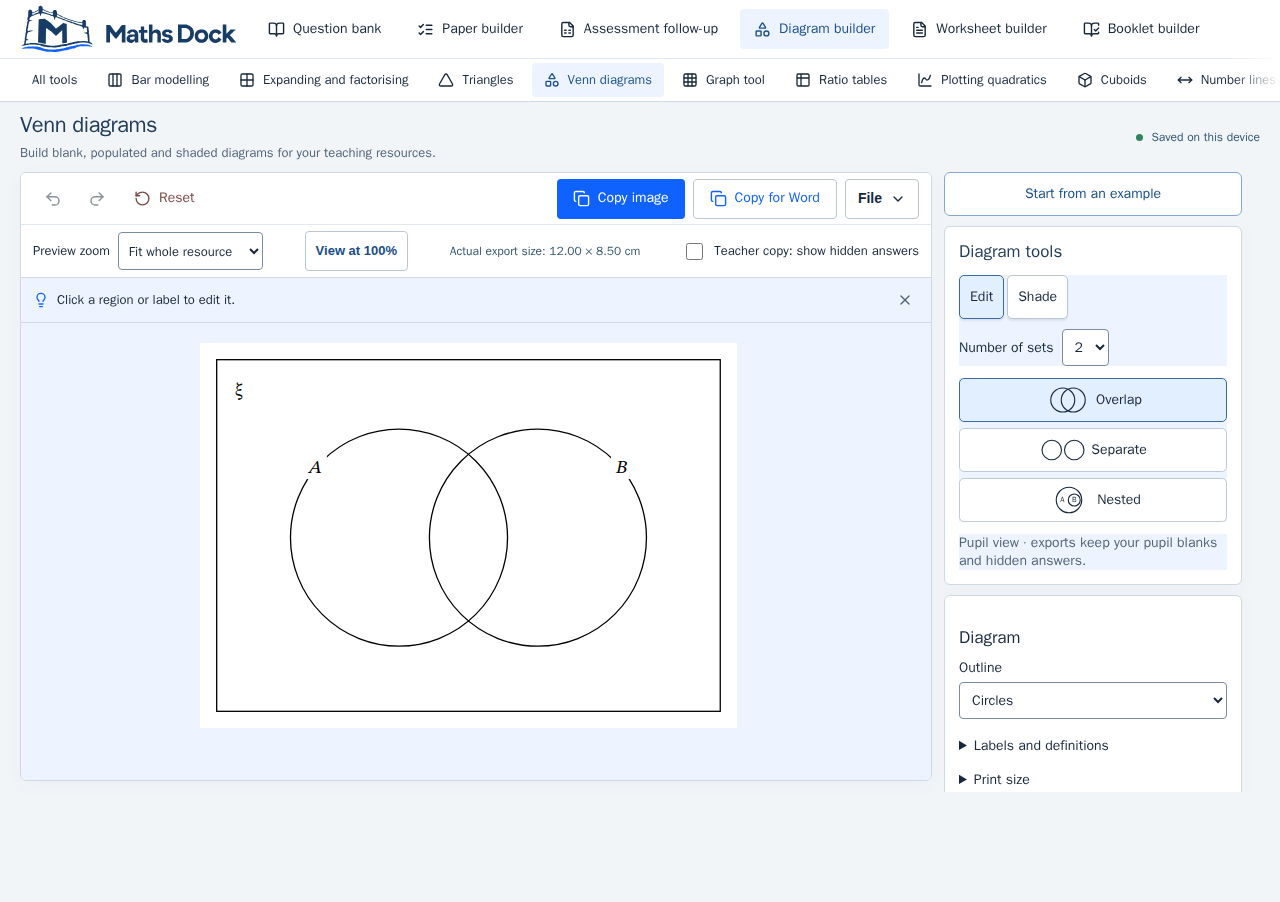 Maths Dock
Question bank
Paper builder
Assessment follow-up
Diagram builder
Worksheet builder
Booklet builder
All tools
Bar modelling
Expanding and factorising
Triangles
Venn diagrams
Graph tool
Ratio tables
Plotting quadratics
Cuboids
Number lines
Venn diagrams
Build blank, populated and shaded diagrams for your teaching resources.
Saved on this device
Reset
Copy image
Copy for Word
File
Preview zoom
Fit whole resource
View at 100%
Actual export size: 12.00 × 8.50 cm
Teacher copy: show hidden answers
Click a region or label to edit it.
ξ
A
B
Start from an example
Diagram tools
Edit
Shade
Number of sets
2
Overlap
Separate
A B
Nested
Pupil view · exports keep your pupil blanks
and hidden answers.
Diagram
Outline
Circles
Labels and definitions
Print size